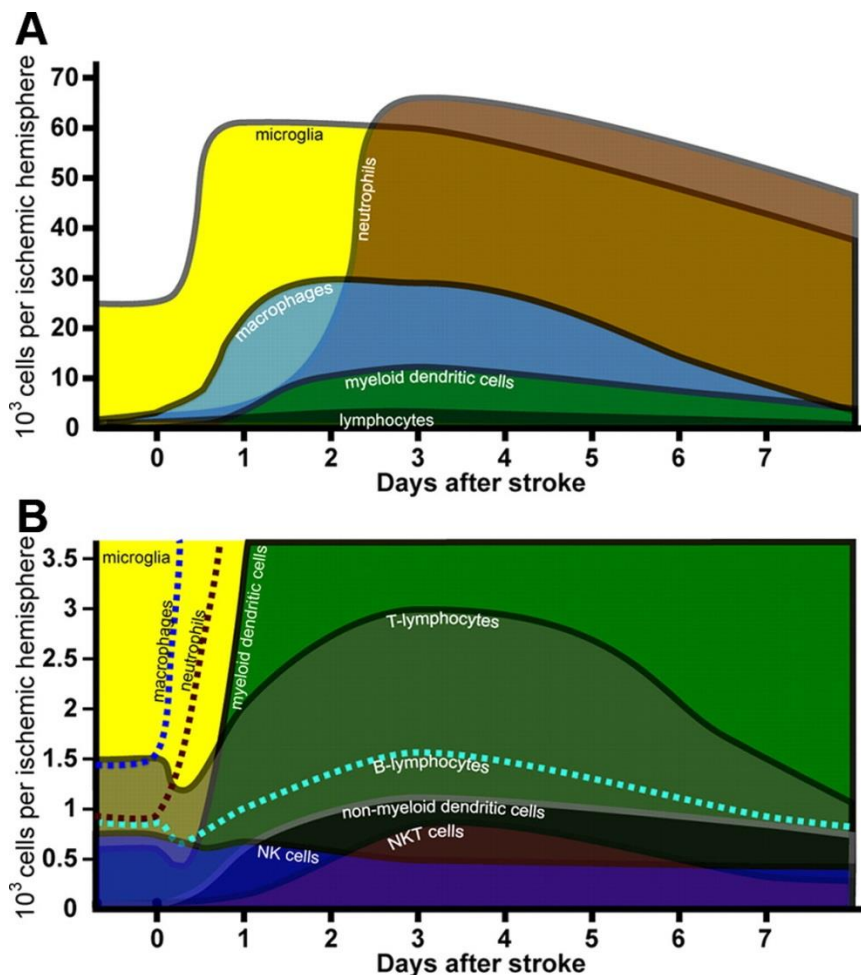 A
10³ cells per ischemic hemisphere
70
60
50
40
30
20
10
0
microglia
neutrophils
macrophages
myeloid dendritic cells
lymphocytes
0 1 2 3 4 5 6 7
Days after stroke
B
10³ cells per ischemic hemisphere
3.5
3
2.5
2
1.5
1
0.5
0
microglia
macrophages
neutrophils
myeloid dendritic cells
T-lymphocytes
B-lymphocytes
non-myeloid dendritic cells
NKT cells
NK cells
0 1 2 3 4 5 6 7
Days after stroke